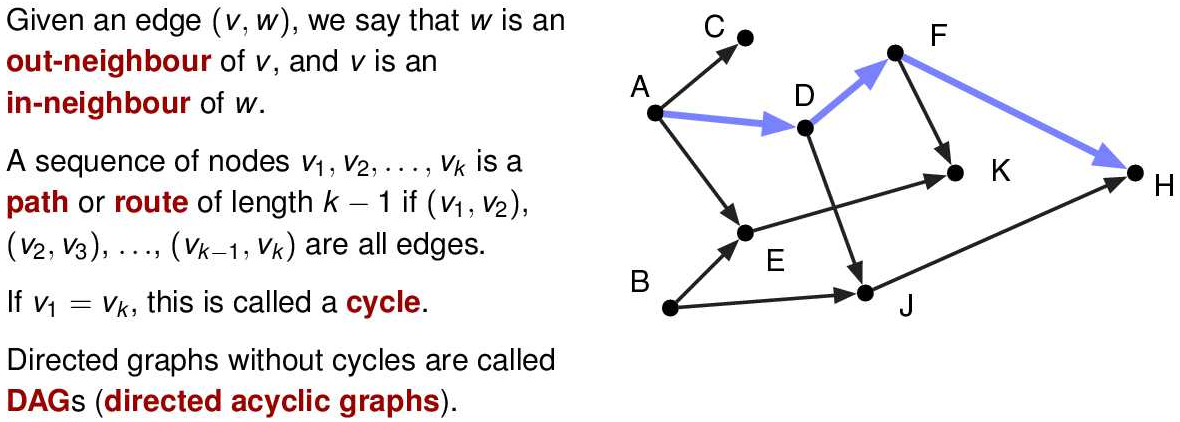 Given an edge (v, w), we say that w is an
out-neighbour of v, and v is an
in-neighbour of w.
A sequence of nodes v₁, v₂, . . . , vₖ is a
path or route of length k − 1 if (v₁, v₂),
(v₂, v₃), . . ., (vₖ₋₁, vₖ) are all edges.
If v₁ = vₖ, this is called a cycle.
Directed graphs without cycles are called
DAGs (directed acyclic graphs).
C
F
A
D
K
H
E
B
J